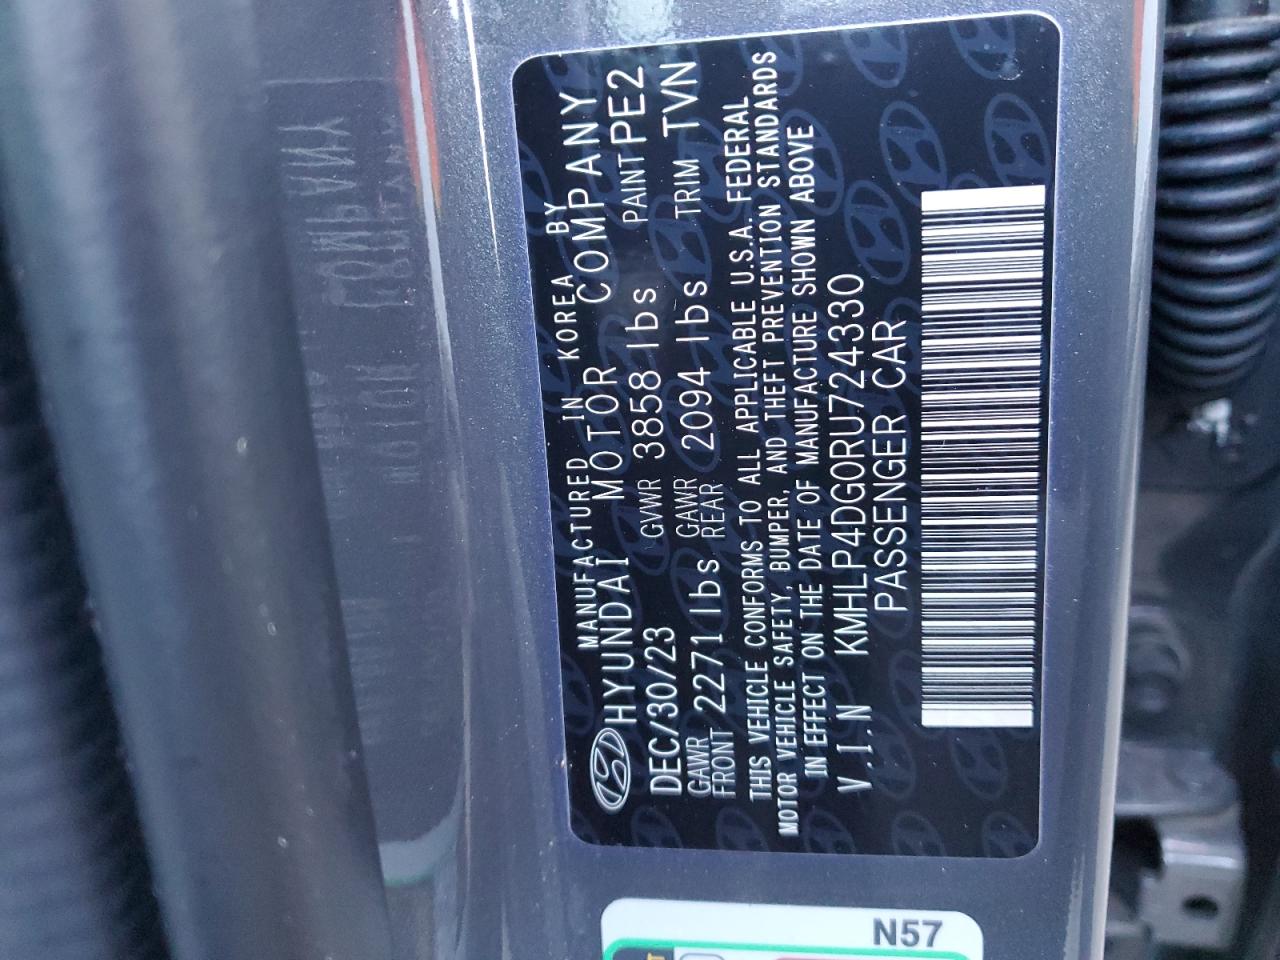 MANUFACTURED IN KOREA BY
HYUNDAI MOTOR COMPANY
DEC/30/23 GVWR 3858 lbs PAINT PE2
GAWR FRONT 2271 lbs GAWR REAR 2094 lbs TRIM TVN
THIS VEHICLE CONFORMS TO ALL APPLICABLE U.S.A. FEDERAL
MOTOR VEHICLE SAFETY, BUMPER, AND THEFT PREVENTION STANDARDS
IN EFFECT ON THE DATE OF MANUFACTURE SHOWN ABOVE
V.I.N KMHLP4DG0RU724330
PASSENGER CAR
N57